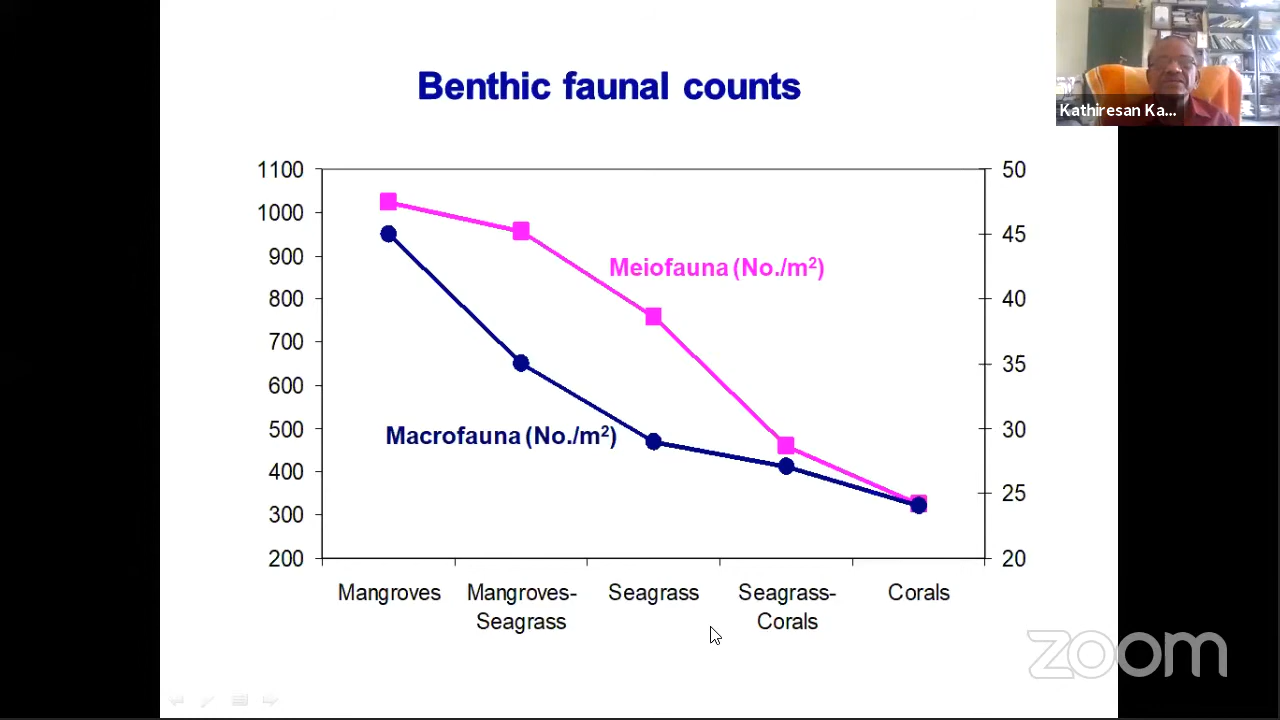 Benthic faunal counts
Kathiresan Ka...
1100
1000
900
800
700
600
500
400
300
200
50
45
40
35
30
25
20
Meiofauna (No./m²)
Macrofauna (No./m²)
Mangroves
Mangroves-
Seagrass
Seagrass
Seagrass-
Corals
Corals
zoom